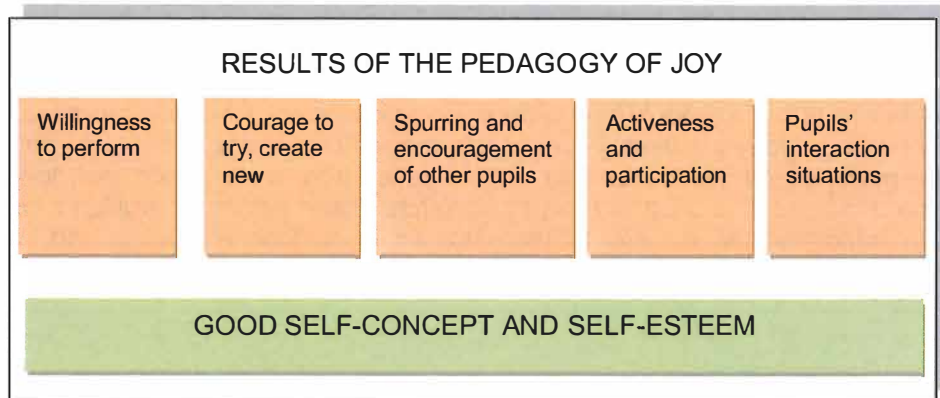 RESULTS OF THE PEDAGOGY OF JOY
Willingness
to perform
Courage to
try, create
new
Spurring and
encouragement
of other pupils
Activeness
and
participation
Pupils'
interaction
situations
GOOD SELF-CONCEPT AND SELF-ESTEEM